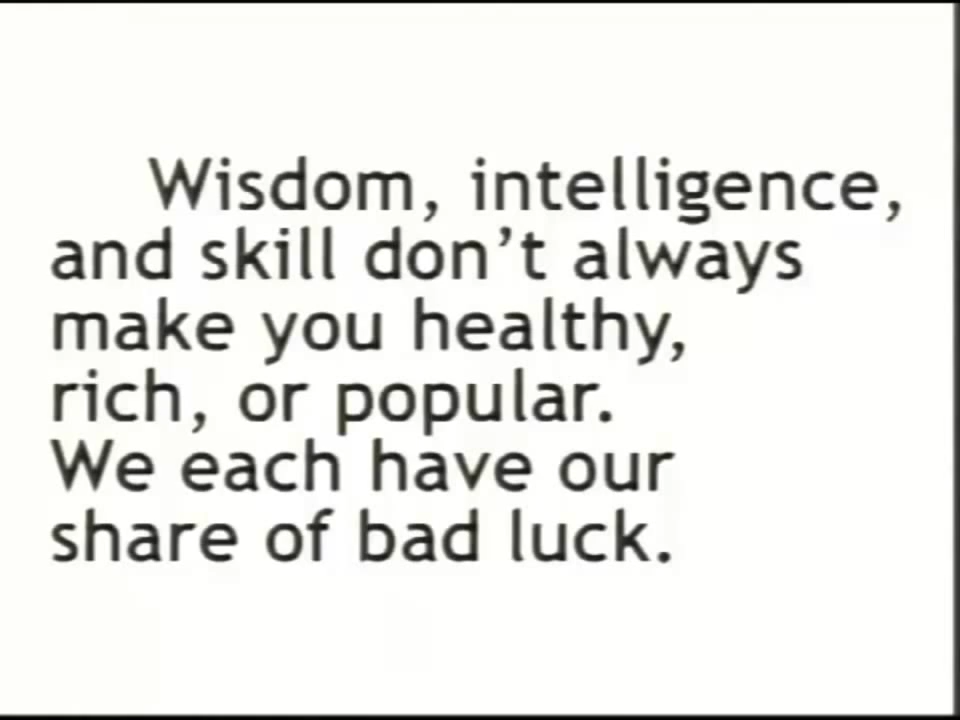 Wisdom, intelligence,
and skill don’t always
make you healthy,
rich, or popular.
We each have our
share of bad luck.